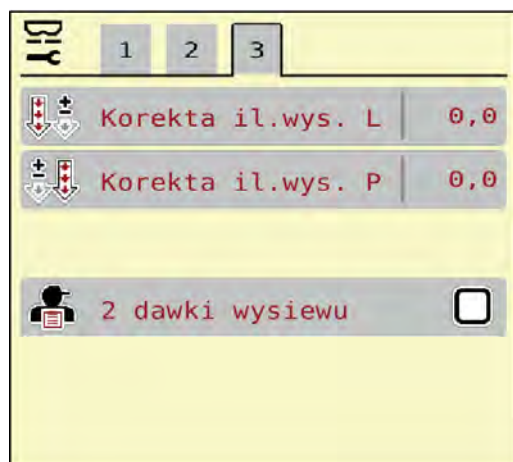 1 2 3
Korekta il.wys. L 0,0
Korekta il.wys. P 0,0
2 dawki wysiewu